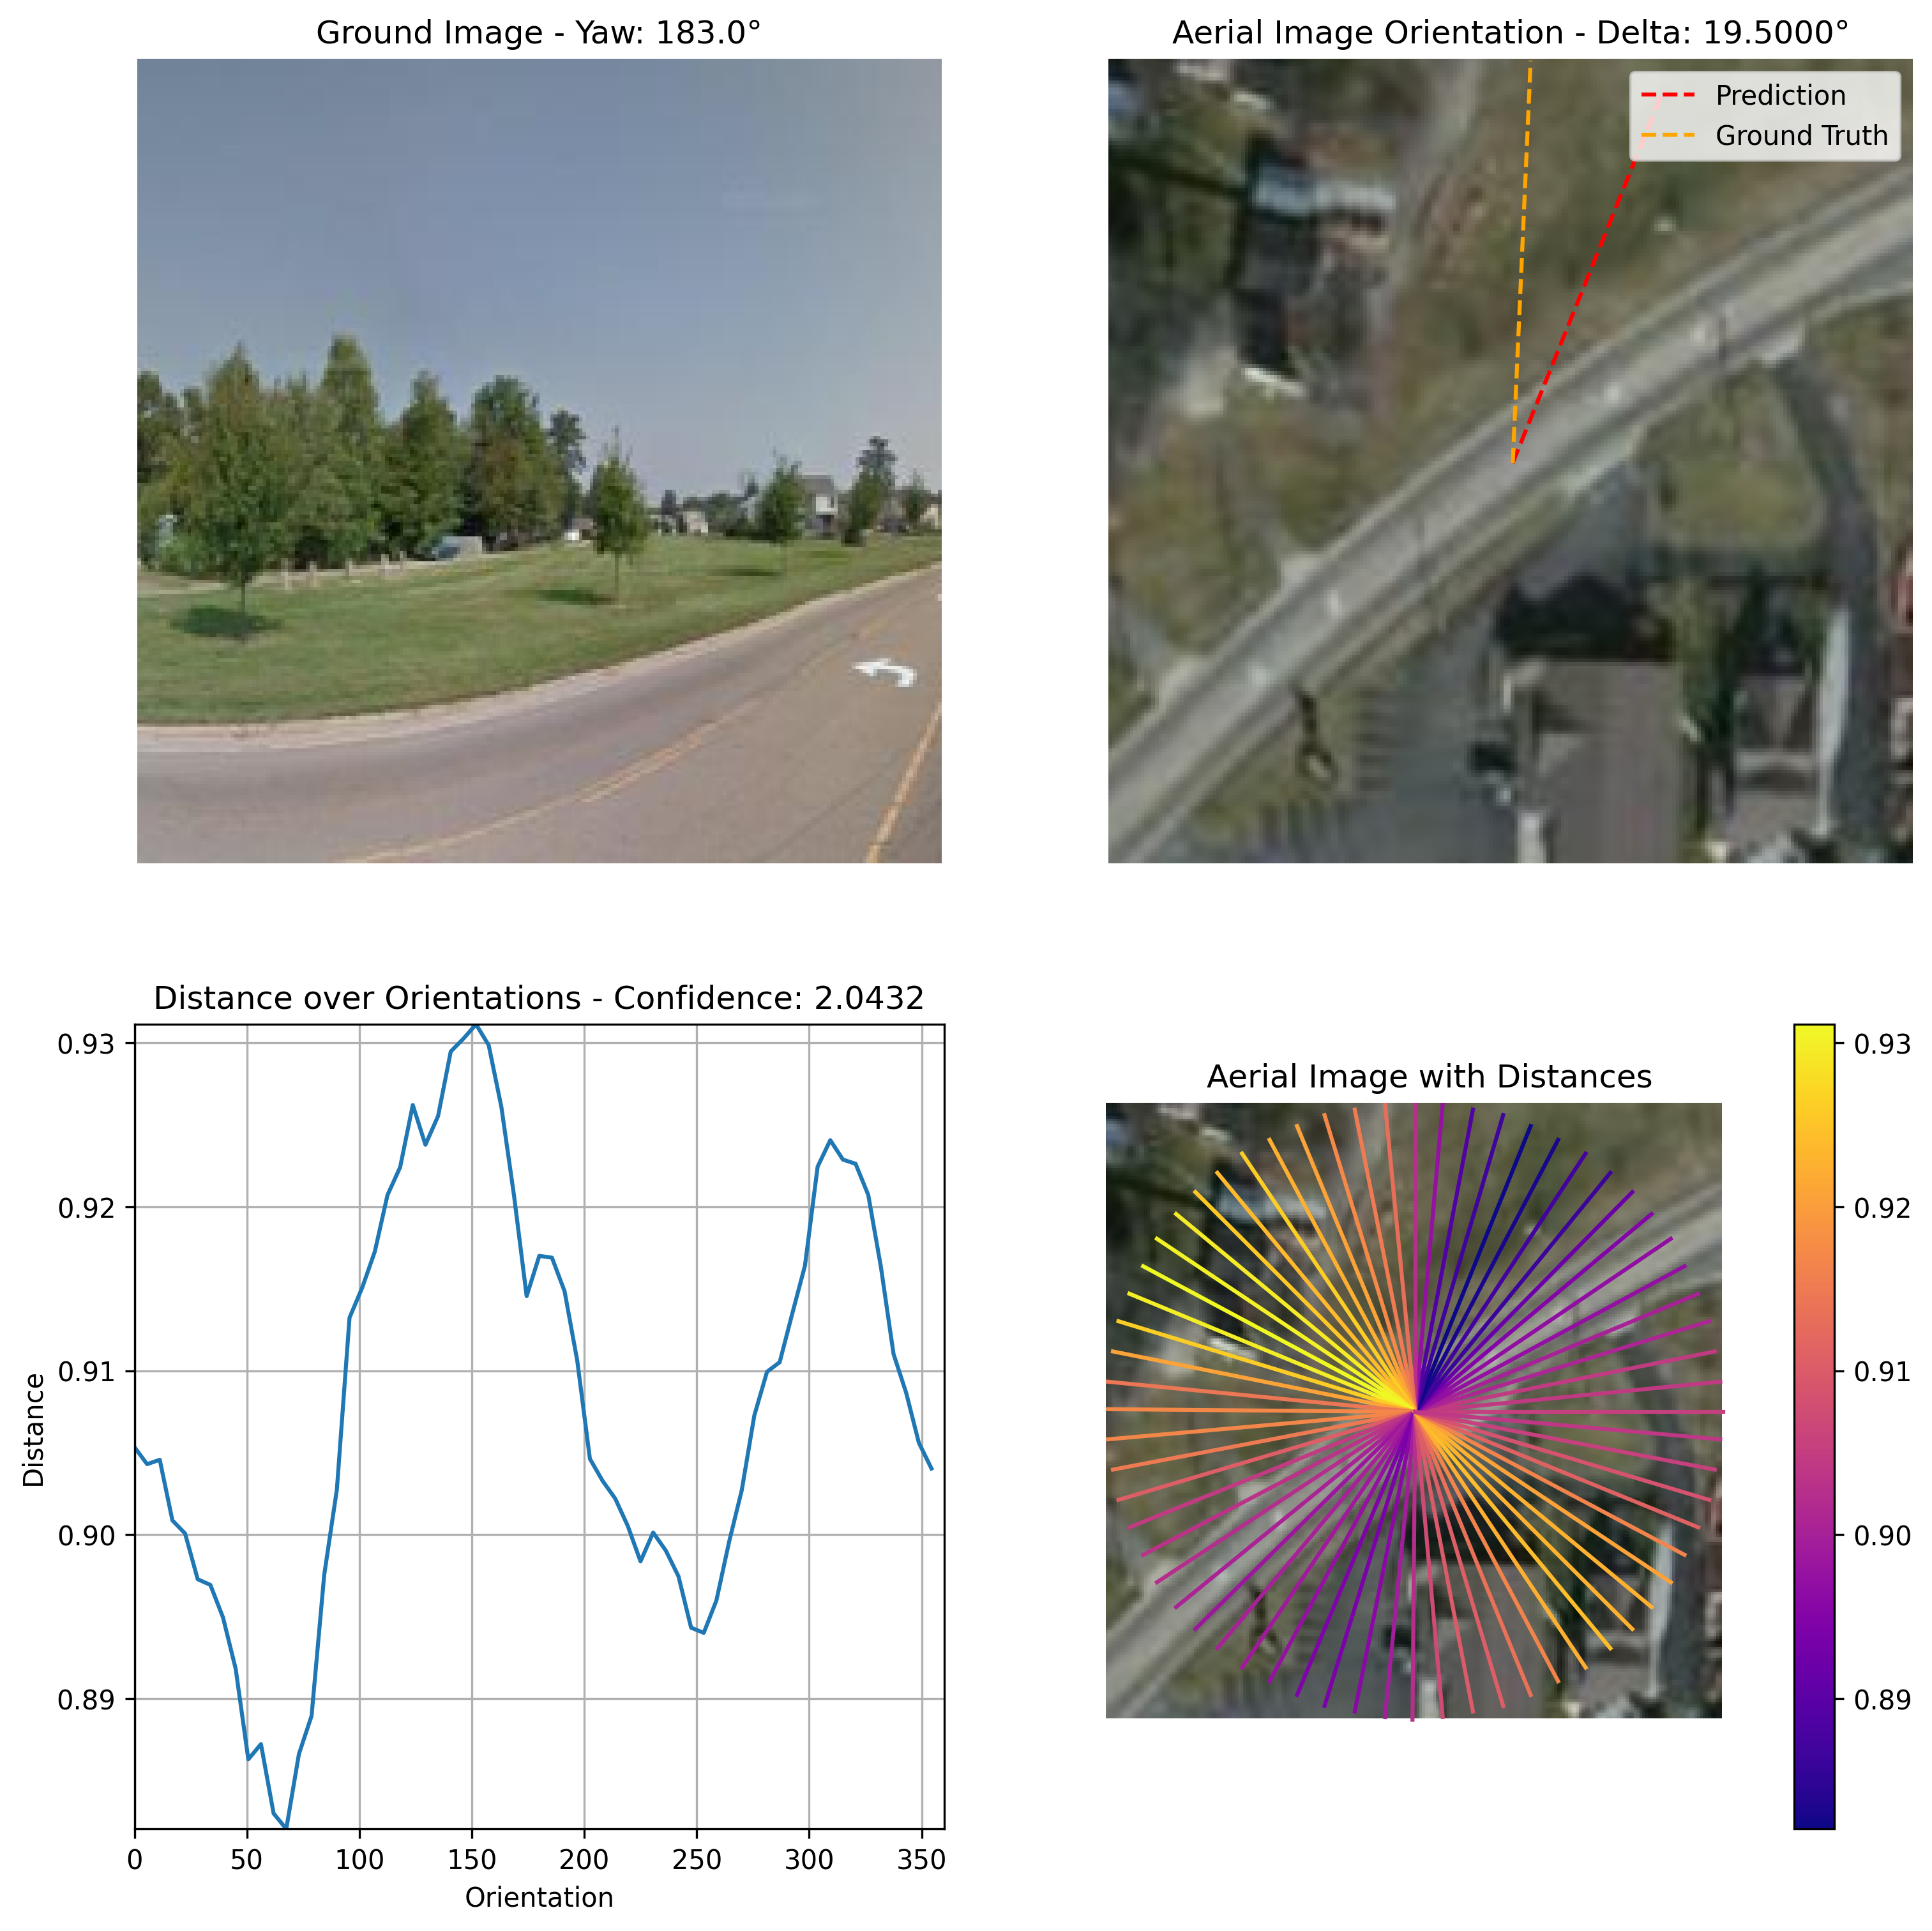 Ground Image - Yaw: 183.0°
Aerial Image Orientation - Delta: 19.5000°
Prediction
Ground Truth
Distance over Orientations - Confidence: 2.0432
0.93
0.92
0.91
0.90
0.89
Distance
0
50
100
150
200
250
300
350
Orientation
Aerial Image with Distances
0.93
0.92
0.91
0.90
0.89